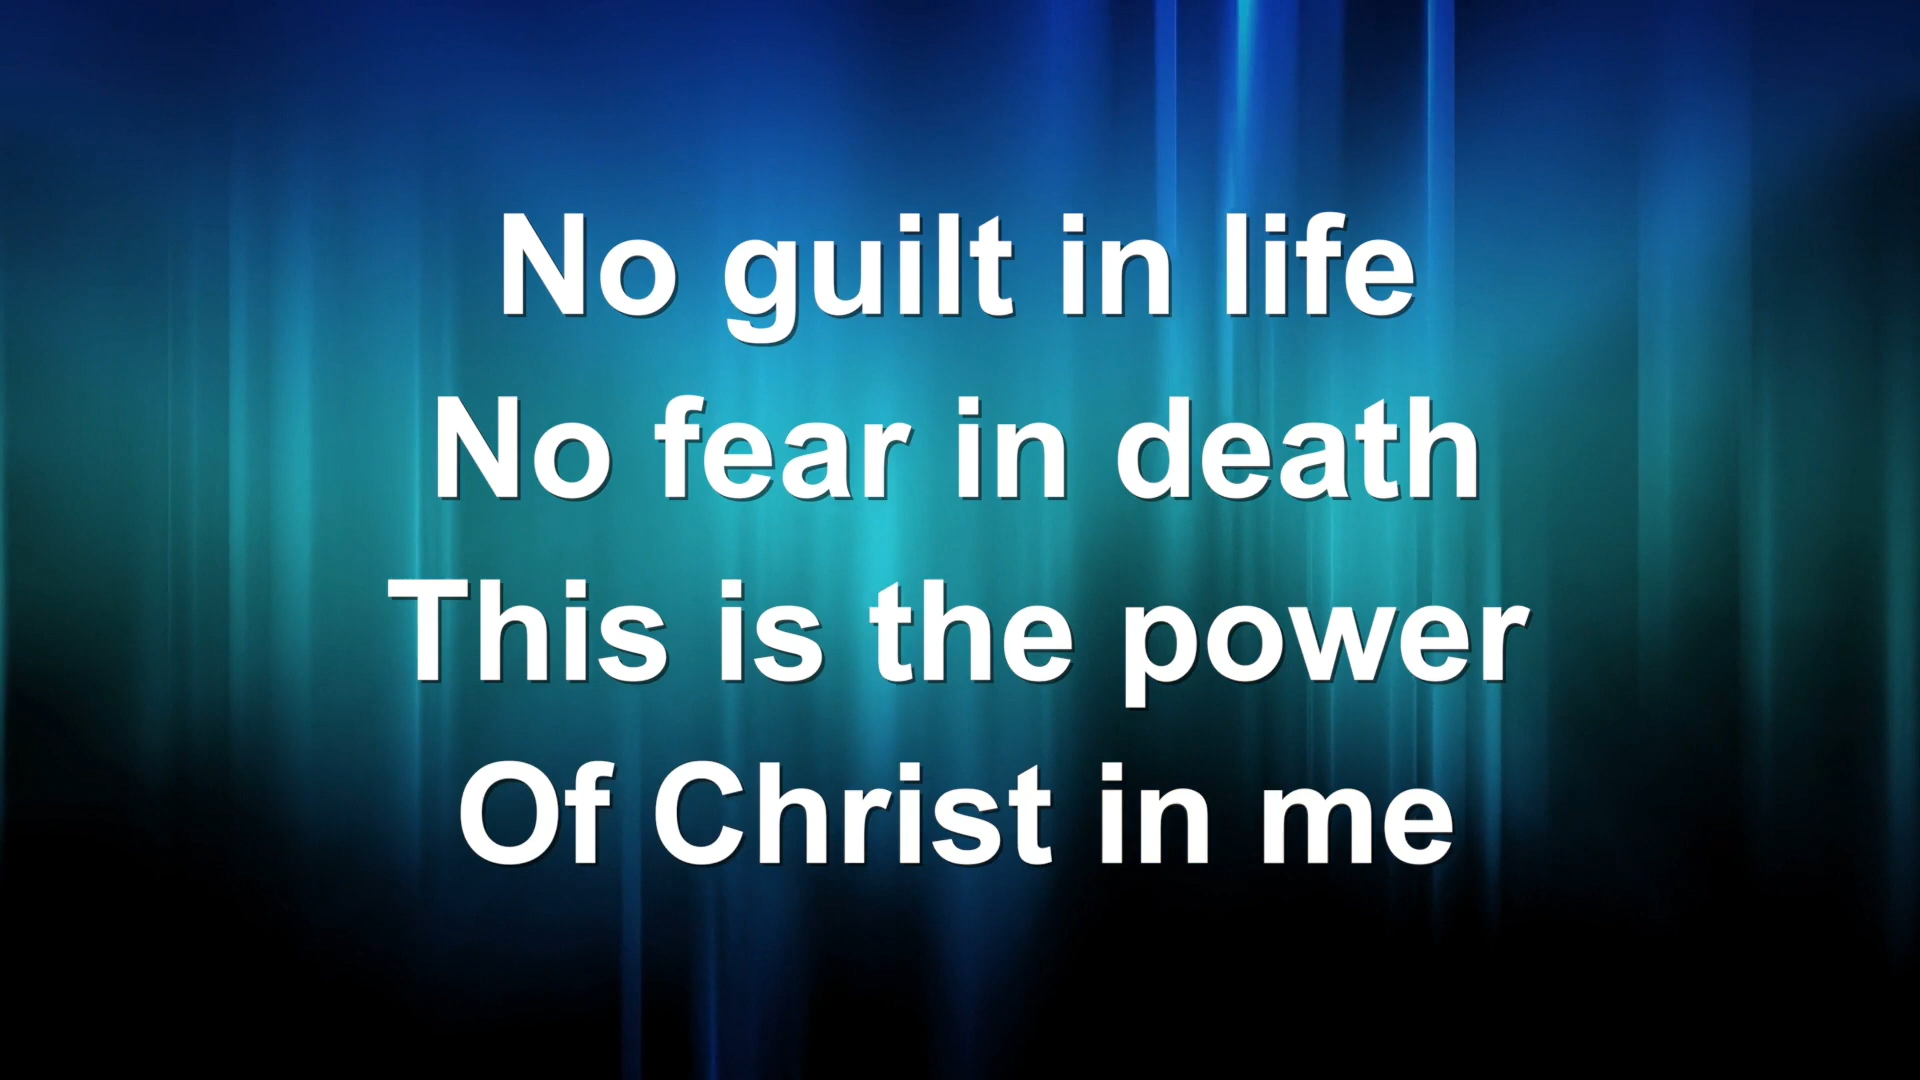 No guilt in life
No fear in death
This is the power
Of Christ in me